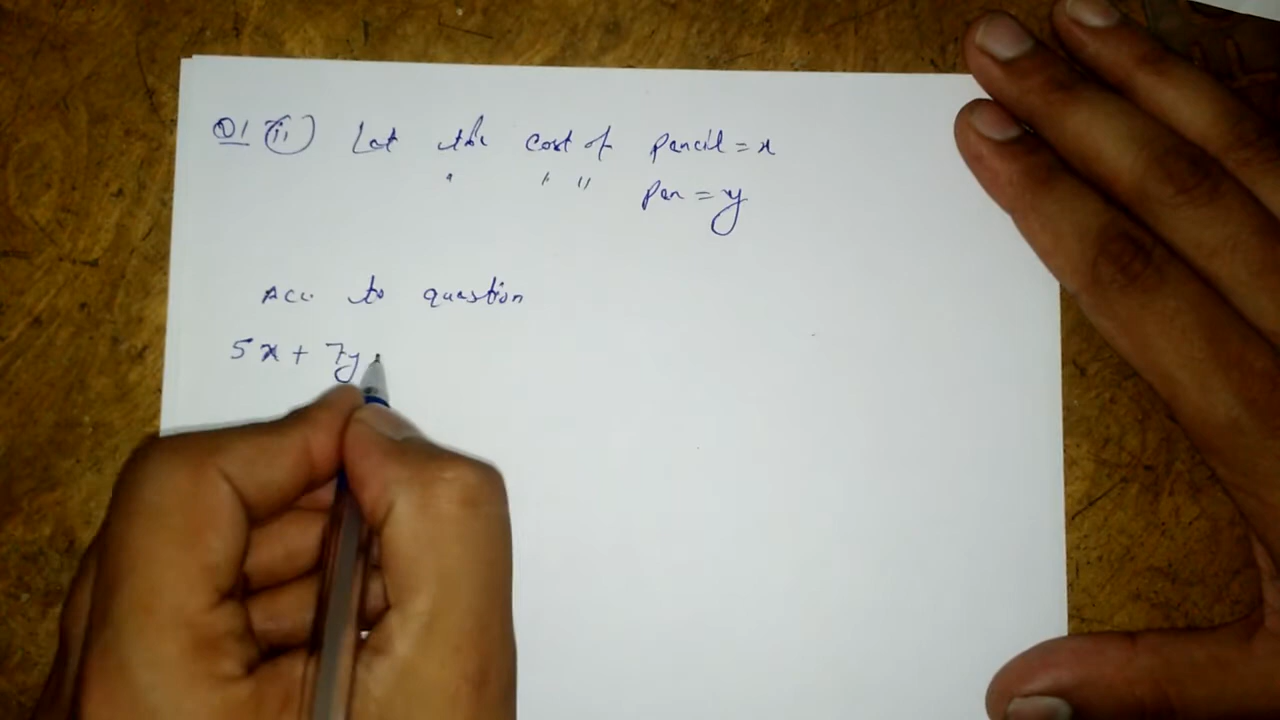 Q1 (ii) Let the cost of pencil = x
" " " pen = y
Acc. to question
5x + 7y